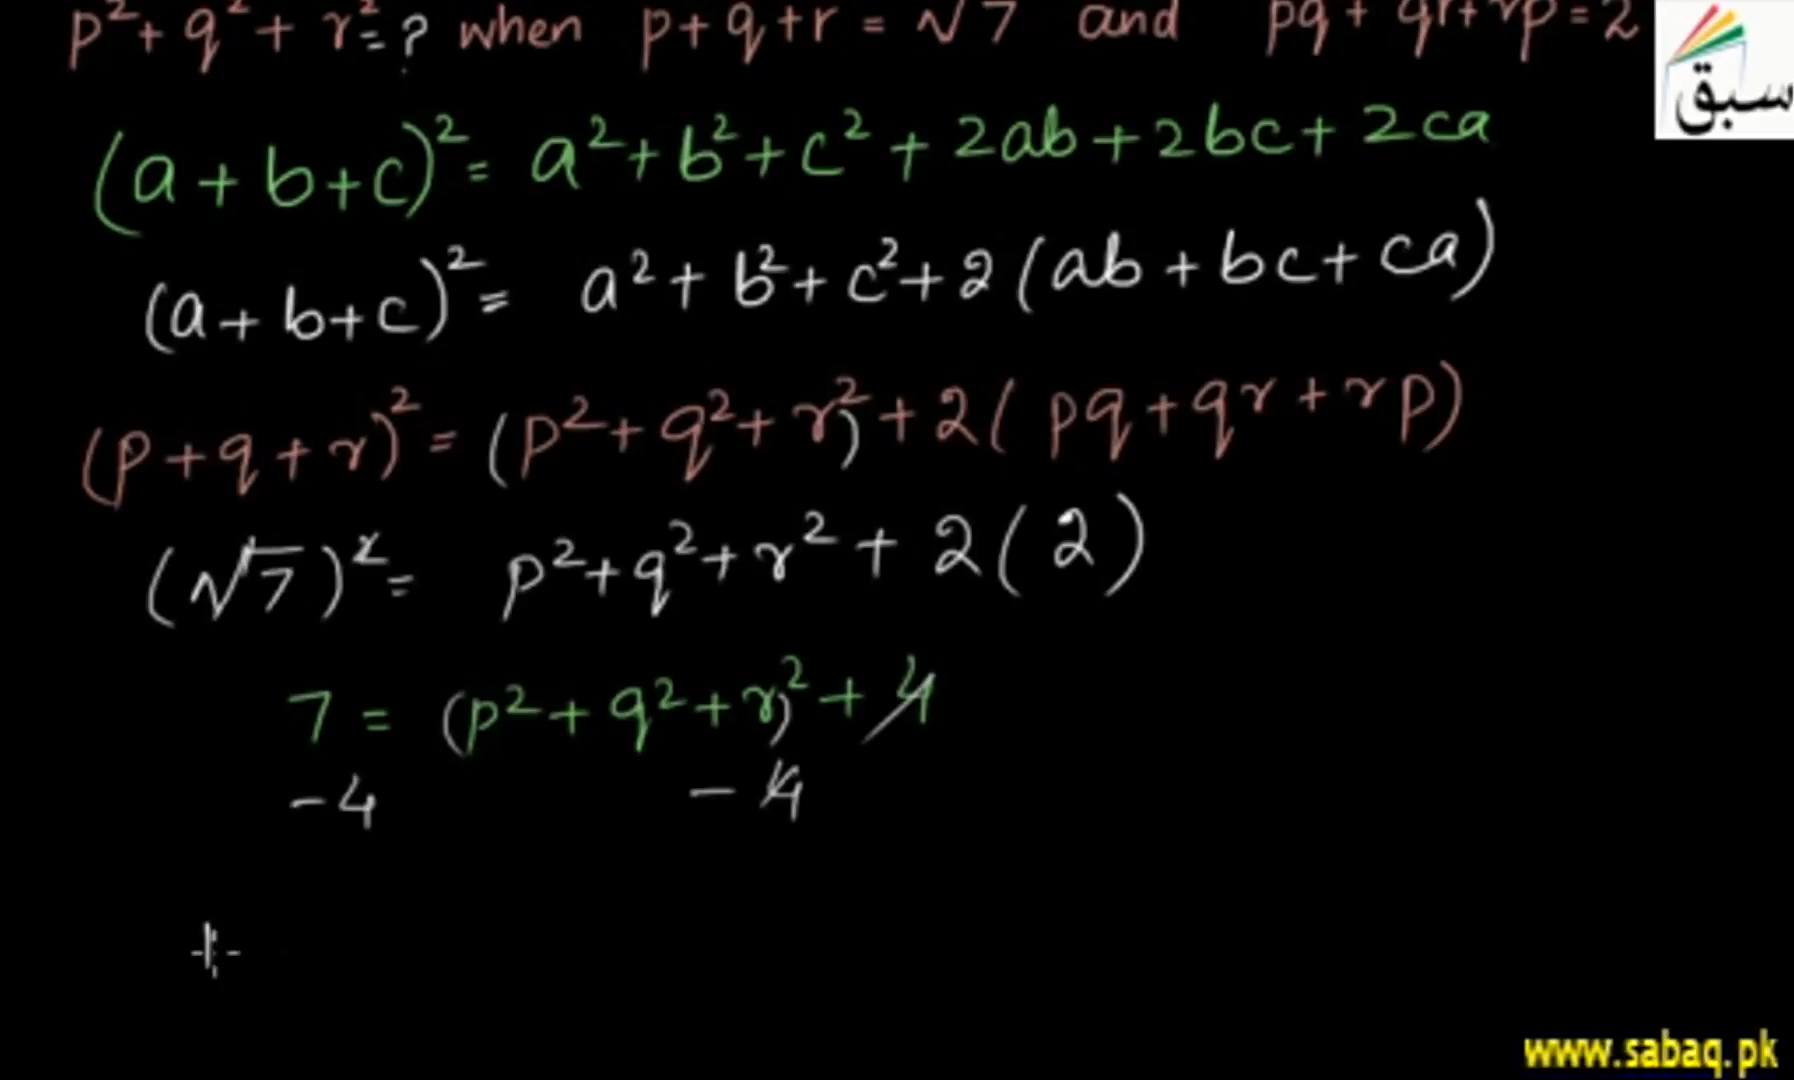 p²+ q²+ r²=? when p+q+r = √7 and pq+ qr+rp=2
سبق
(a+b+c)²= a²+b²+c²+2ab+2bc+2ca
(a+b+c)²= a²+b²+c²+2(ab+bc+ca)
(p+q+r)²=(p²+q²+r²)+2(pq+qr+rp)
(√7)²= p²+q²+r²+2(2)
7=(p²+q²+r)²+4
-4 -4
www.sabaq.pk